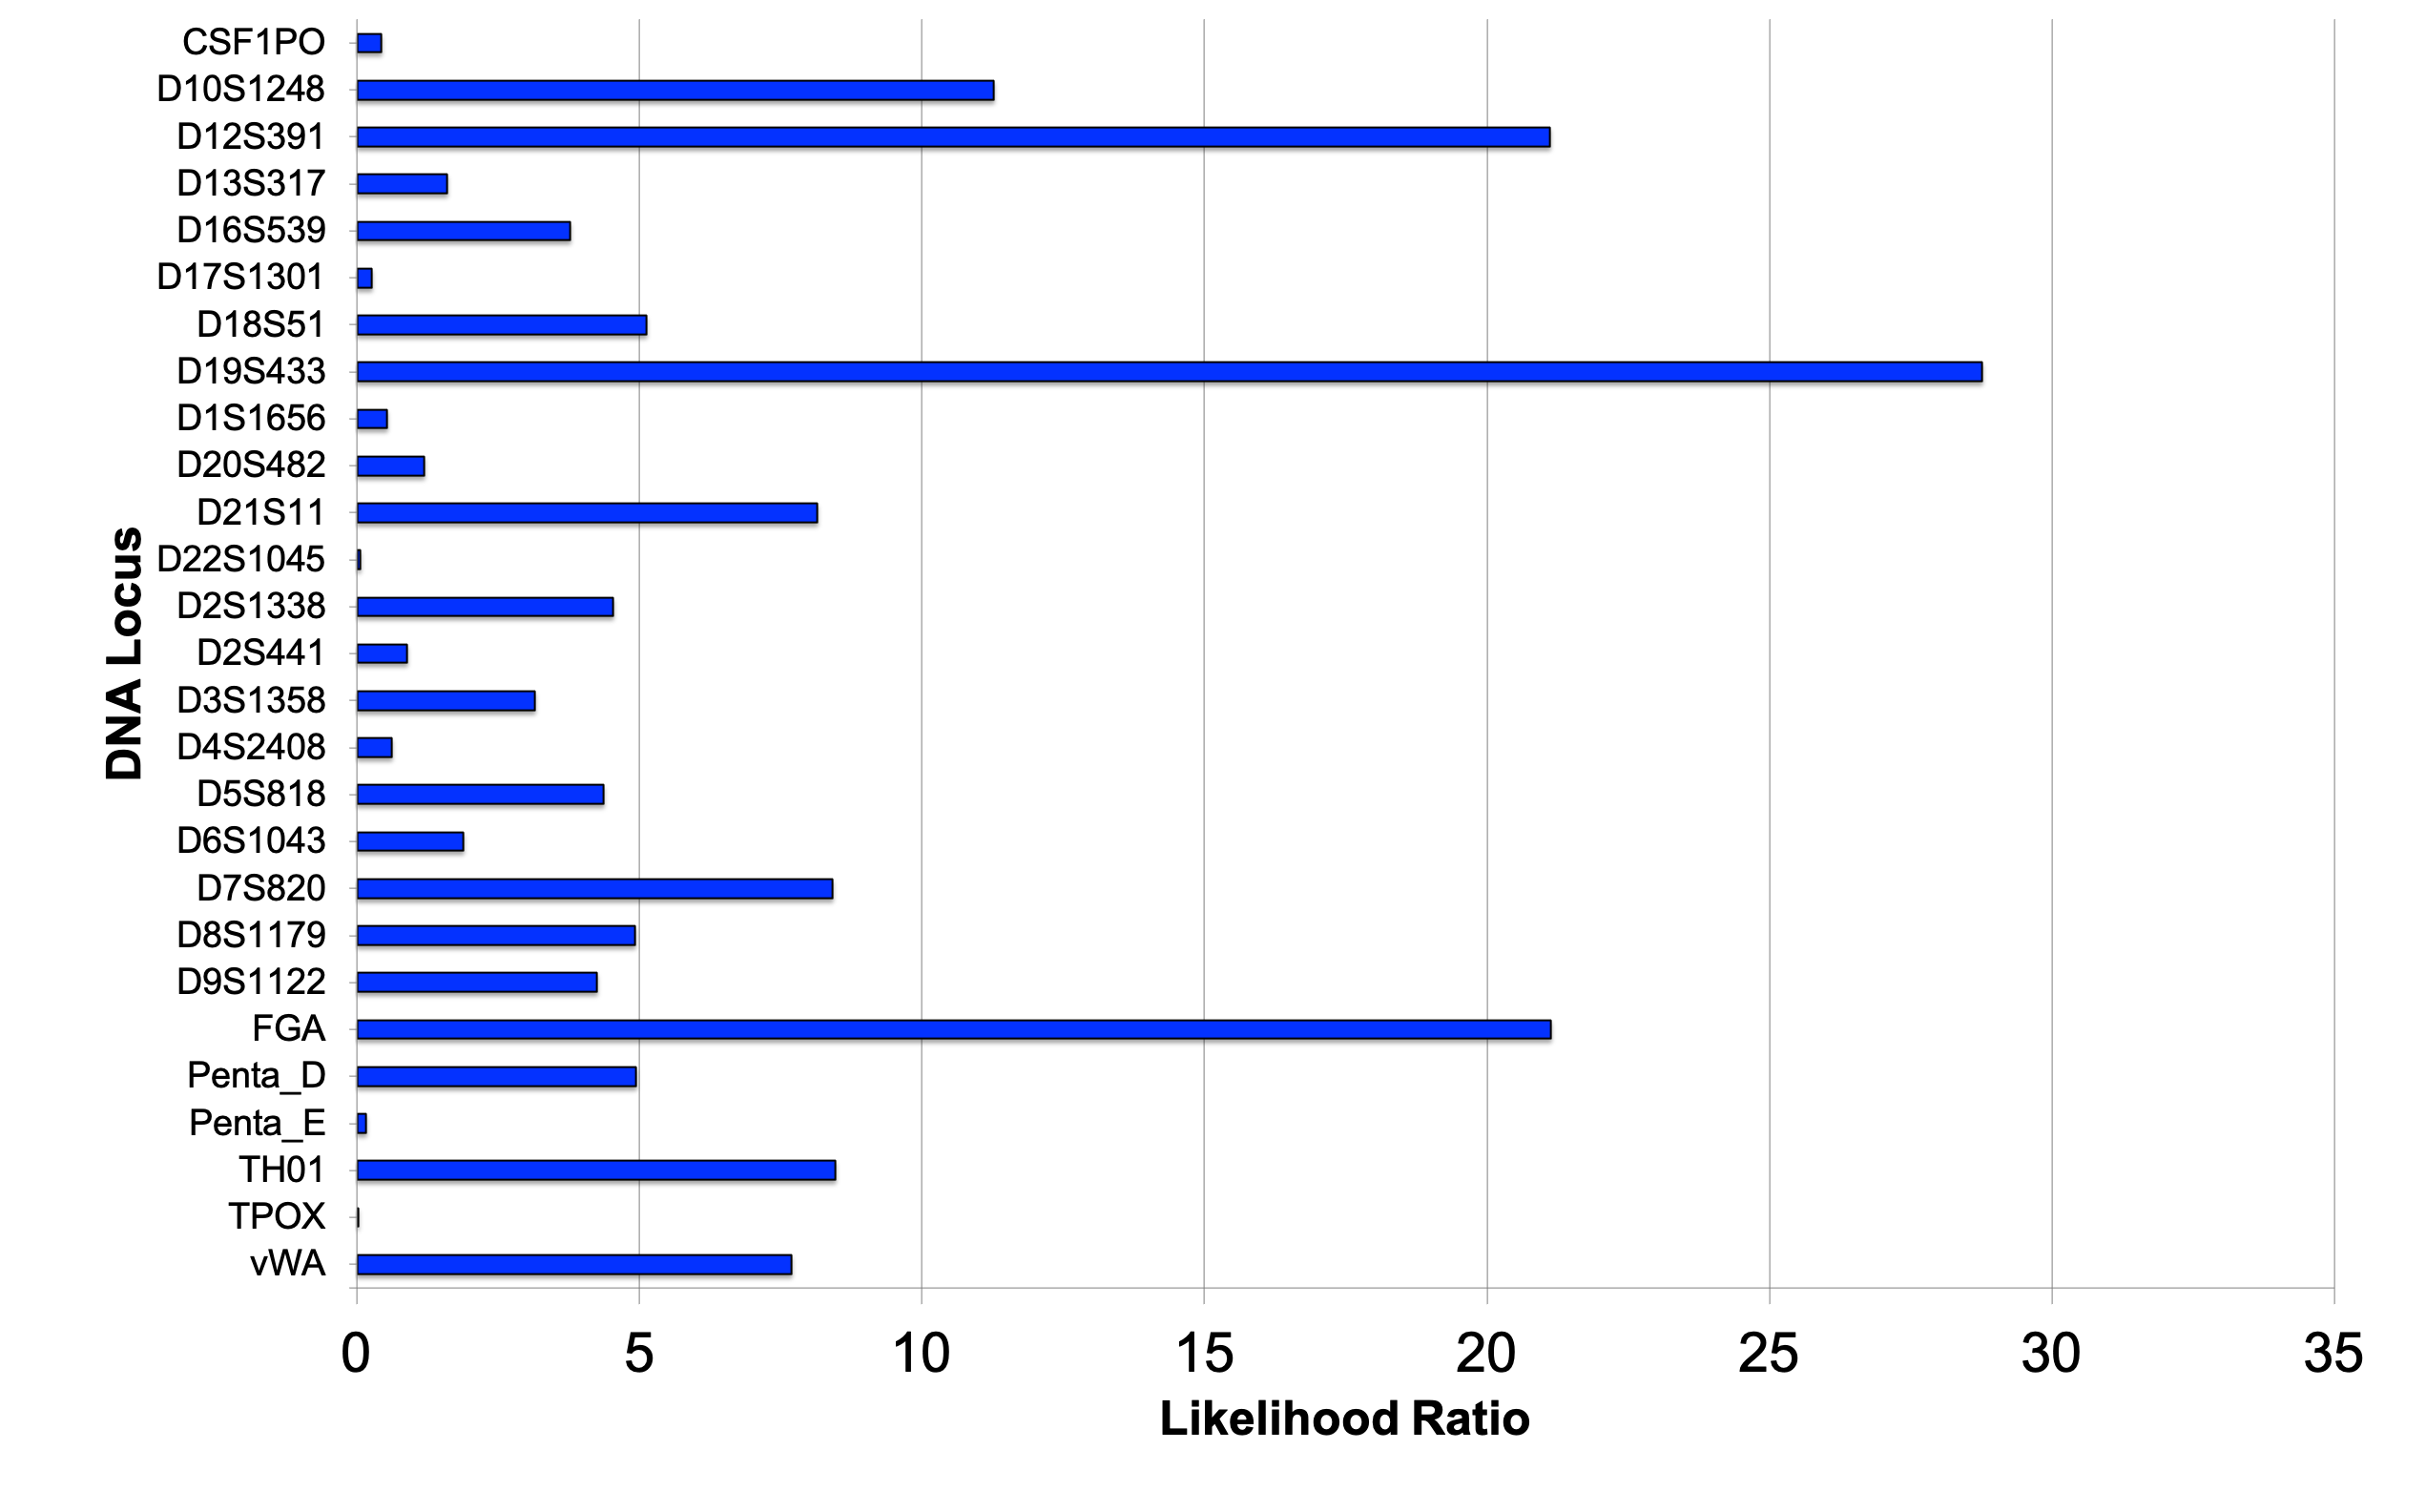 CSF1PO
D10S1248
D12S391
D13S317
D16S539
D17S1301
D18S51
D19S433
D1S1656
D20S482
D21S11
D22S1045
D2S1338
D2S441
D3S1358
D4S2408
D5S818
D6S1043
D7S820
D8S1179
D9S1122
FGA
Penta_D
Penta_E
TH01
TPOX
vWA
DNA Locus
0 5 10 15 20 25 30 35
Likelihood Ratio